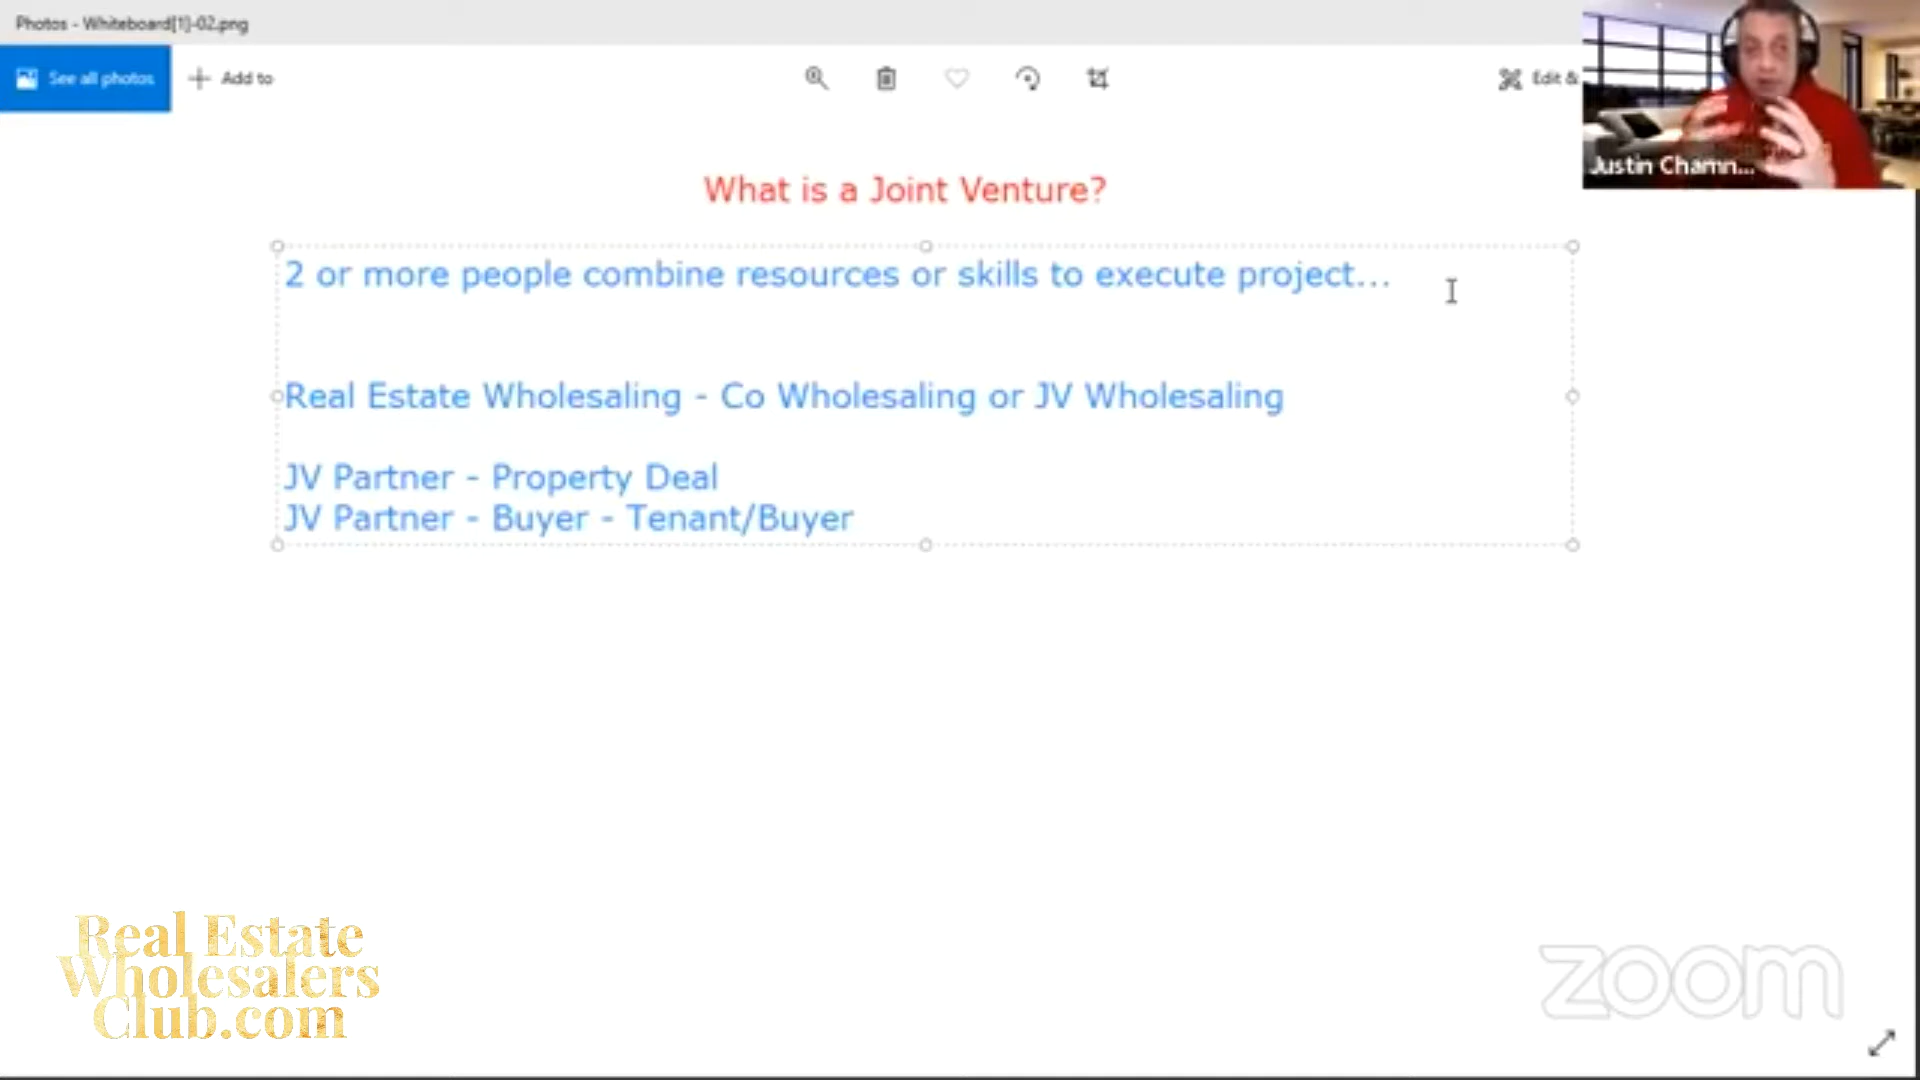 Photos - Whiteboard[1]-02.png
See all photos
Add to
Edit &
Justin Chamn...
What is a Joint Venture?
2 or more people combine resources or skills to execute project...
Real Estate Wholesaling - Co Wholesaling or JV Wholesaling
JV Partner - Property Deal
JV Partner - Buyer - Tenant/Buyer
Real Estate
Wholesalers
Club.com
zoom